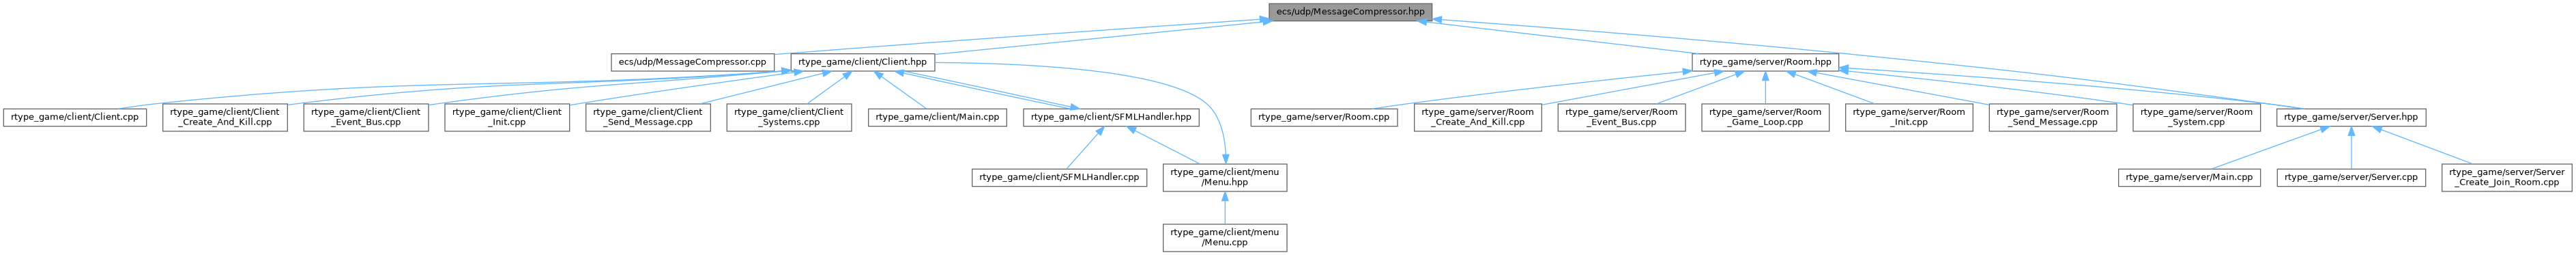 ecs/udp/MessageCompressor.hpp
ecs/udp/MessageCompressor.cpp
rtype_game/client/Client.hpp
rtype_game/server/Room.hpp
rtype_game/client/Client.cpp
rtype_game/client/Client
_Create_And_Kill.cpp
rtype_game/client/Client
_Event_Bus.cpp
rtype_game/client/Client
_Init.cpp
rtype_game/client/Client
_Send_Message.cpp
rtype_game/client/Client
_Systems.cpp
rtype_game/client/Main.cpp
rtype_game/client/SFMLHandler.hpp
rtype_game/server/Room.cpp
rtype_game/server/Room
_Create_And_Kill.cpp
rtype_game/server/Room
_Event_Bus.cpp
rtype_game/server/Room
_Game_Loop.cpp
rtype_game/server/Room
_Init.cpp
rtype_game/server/Room
_Send_Message.cpp
rtype_game/server/Room
_System.cpp
rtype_game/server/Server.hpp
rtype_game/client/SFMLHandler.cpp
rtype_game/client/menu
/Menu.hpp
rtype_game/server/Main.cpp
rtype_game/server/Server.cpp
rtype_game/server/Server
_Create_Join_Room.cpp
rtype_game/client/menu
/Menu.cpp